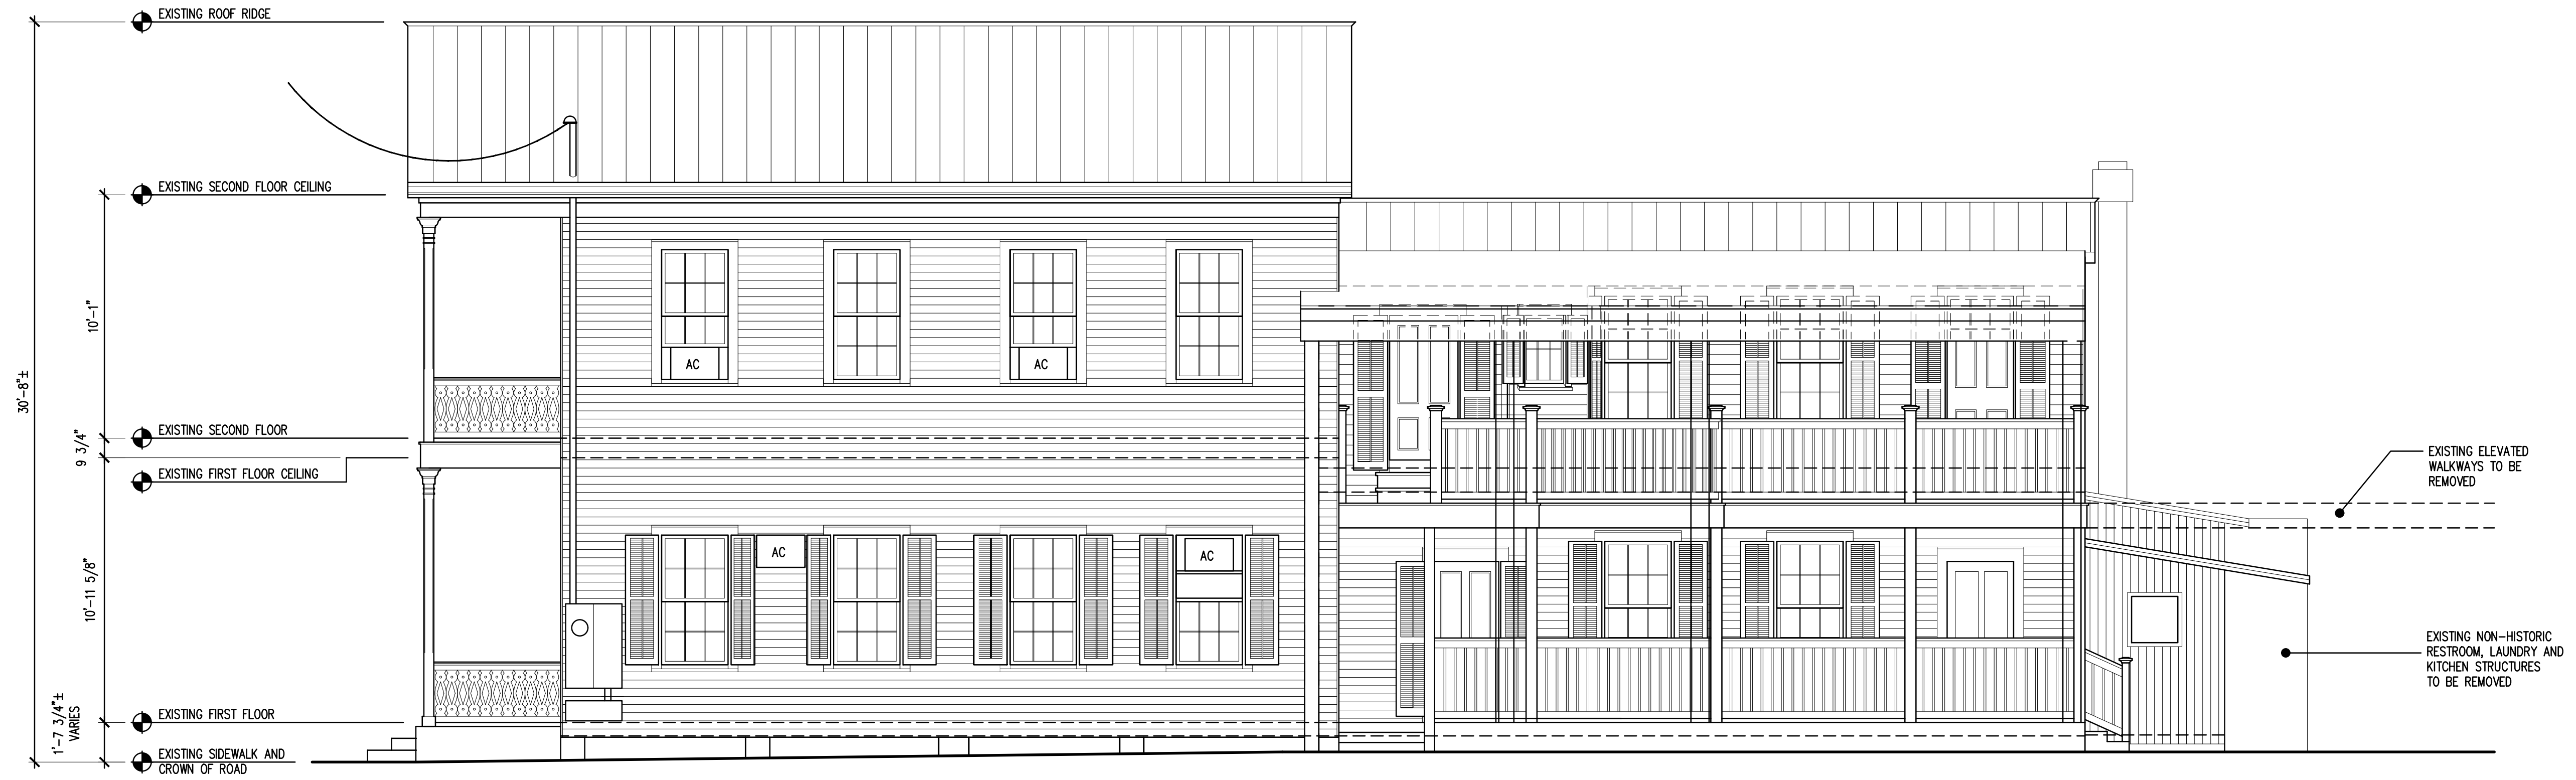 EXISTING ROOF RIDGE
EXISTING SECOND FLOOR CEILING
10'-1"
30'-8"±
EXISTING SECOND FLOOR
9 3/4"
EXISTING FIRST FLOOR CEILING
10'-11 5/8"
EXISTING FIRST FLOOR
1'-7 3/4"±
VARIES
EXISTING SIDEWALK AND
CROWN OF ROAD
AC
AC
AC
AC
EXISTING ELEVATED
WALKWAYS TO BE
REMOVED
EXISTING NON-HISTORIC
RESTROOM, LAUNDRY AND
KITCHEN STRUCTURES
TO BE REMOVED